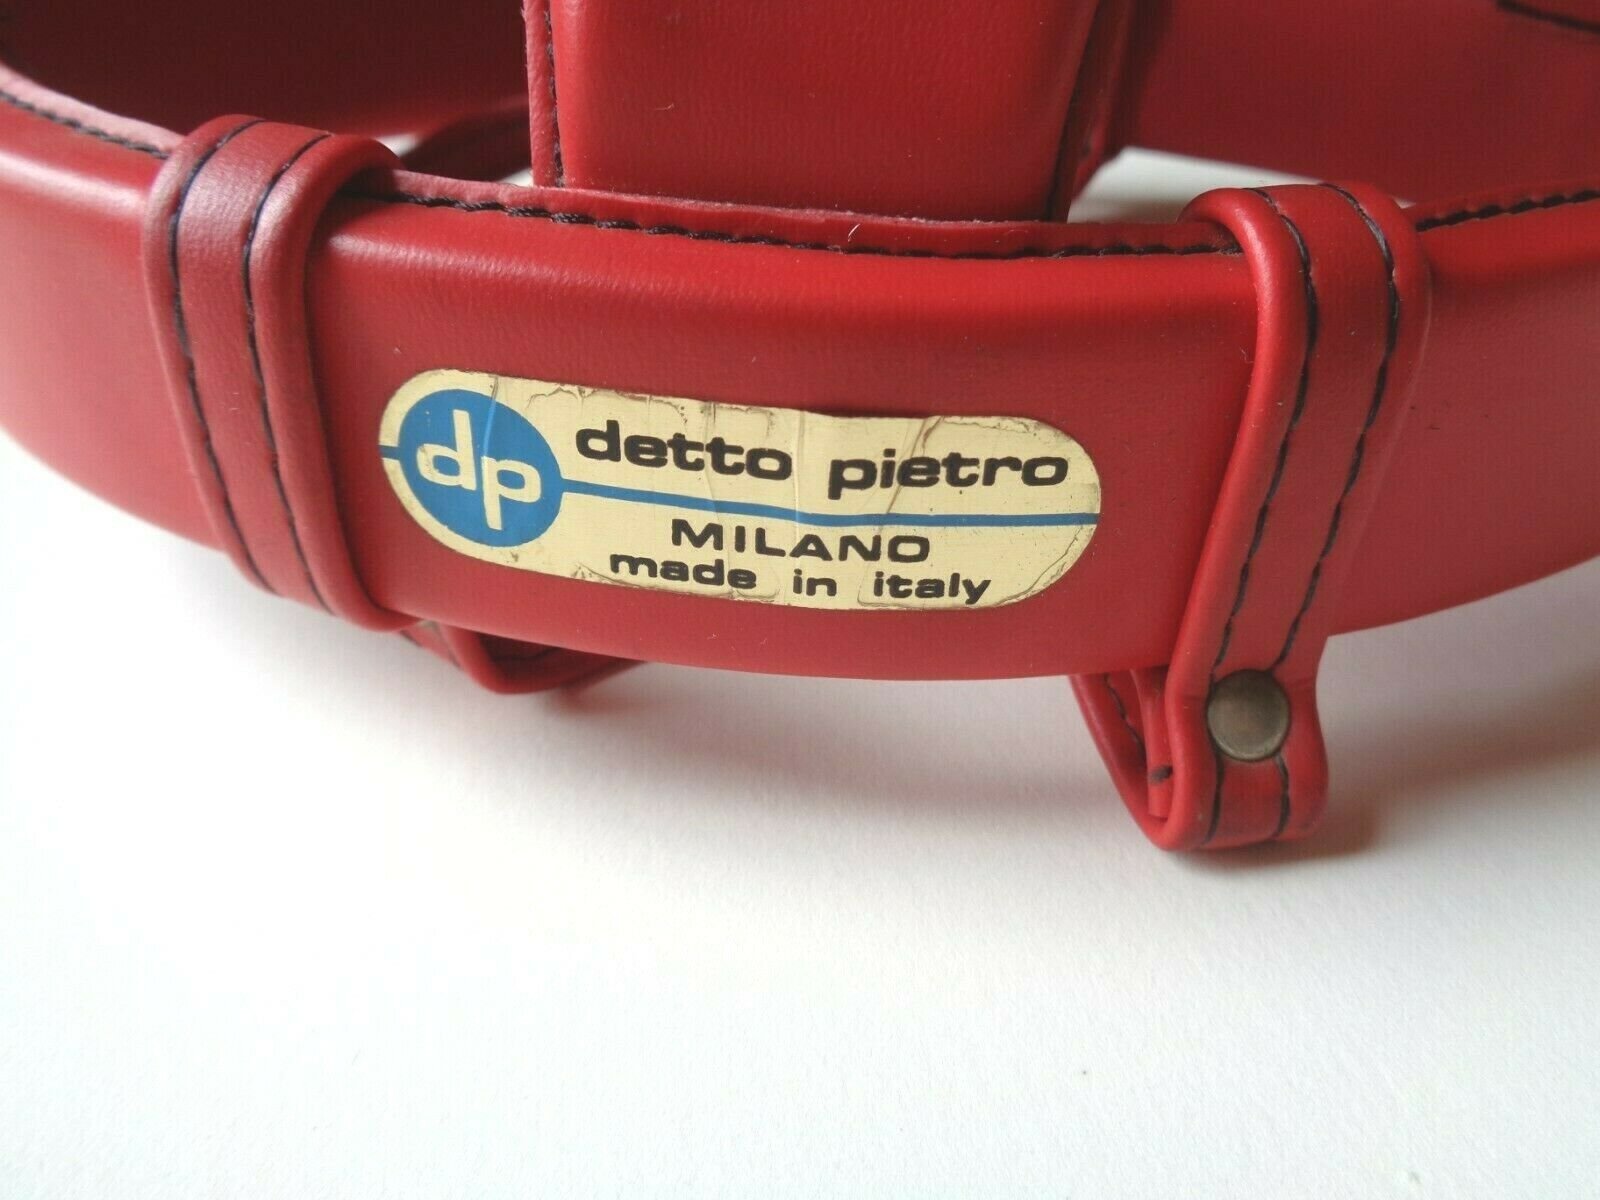 dp
detto pietro
MILANO
made in italy